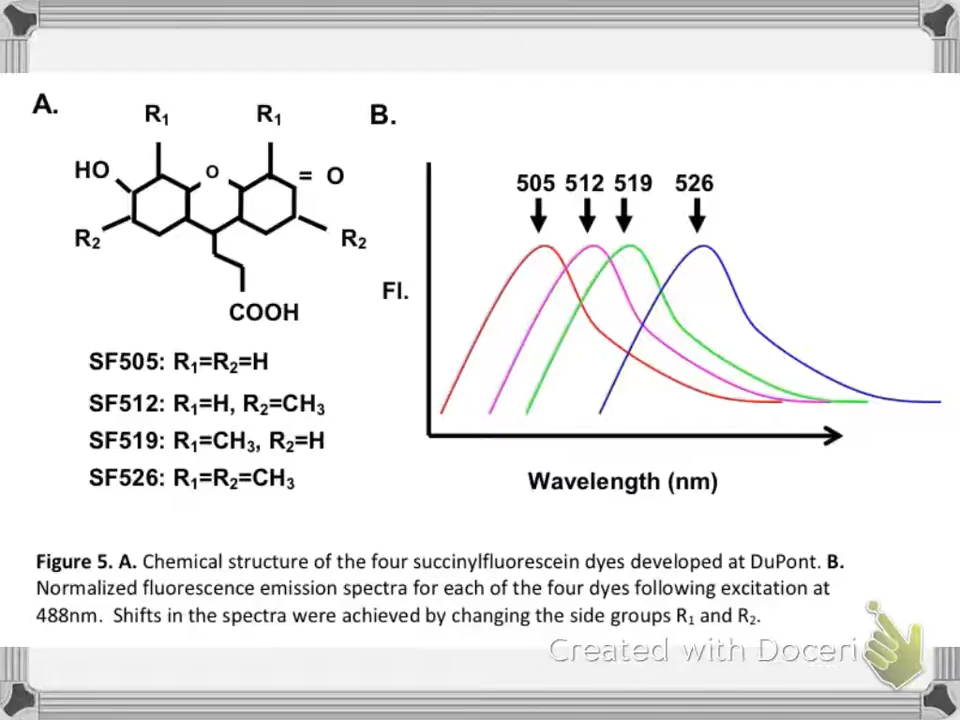 A.
R₁ R₁
B.
HO O = O
R₂ R₂
COOH
505 512 519 526
Fl.
SF505: R₁=R₂=H
SF512: R₁=H, R₂=CH₃
SF519: R₁=CH₃, R₂=H
SF526: R₁=R₂=CH₃
Wavelength (nm)
Figure 5. A. Chemical structure of the four succinylfluorescein dyes developed at DuPont. B.
Normalized fluorescence emission spectra for each of the four dyes following excitation at
488nm. Shifts in the spectra were achieved by changing the side groups R₁ and R₂.
Created with Doceri